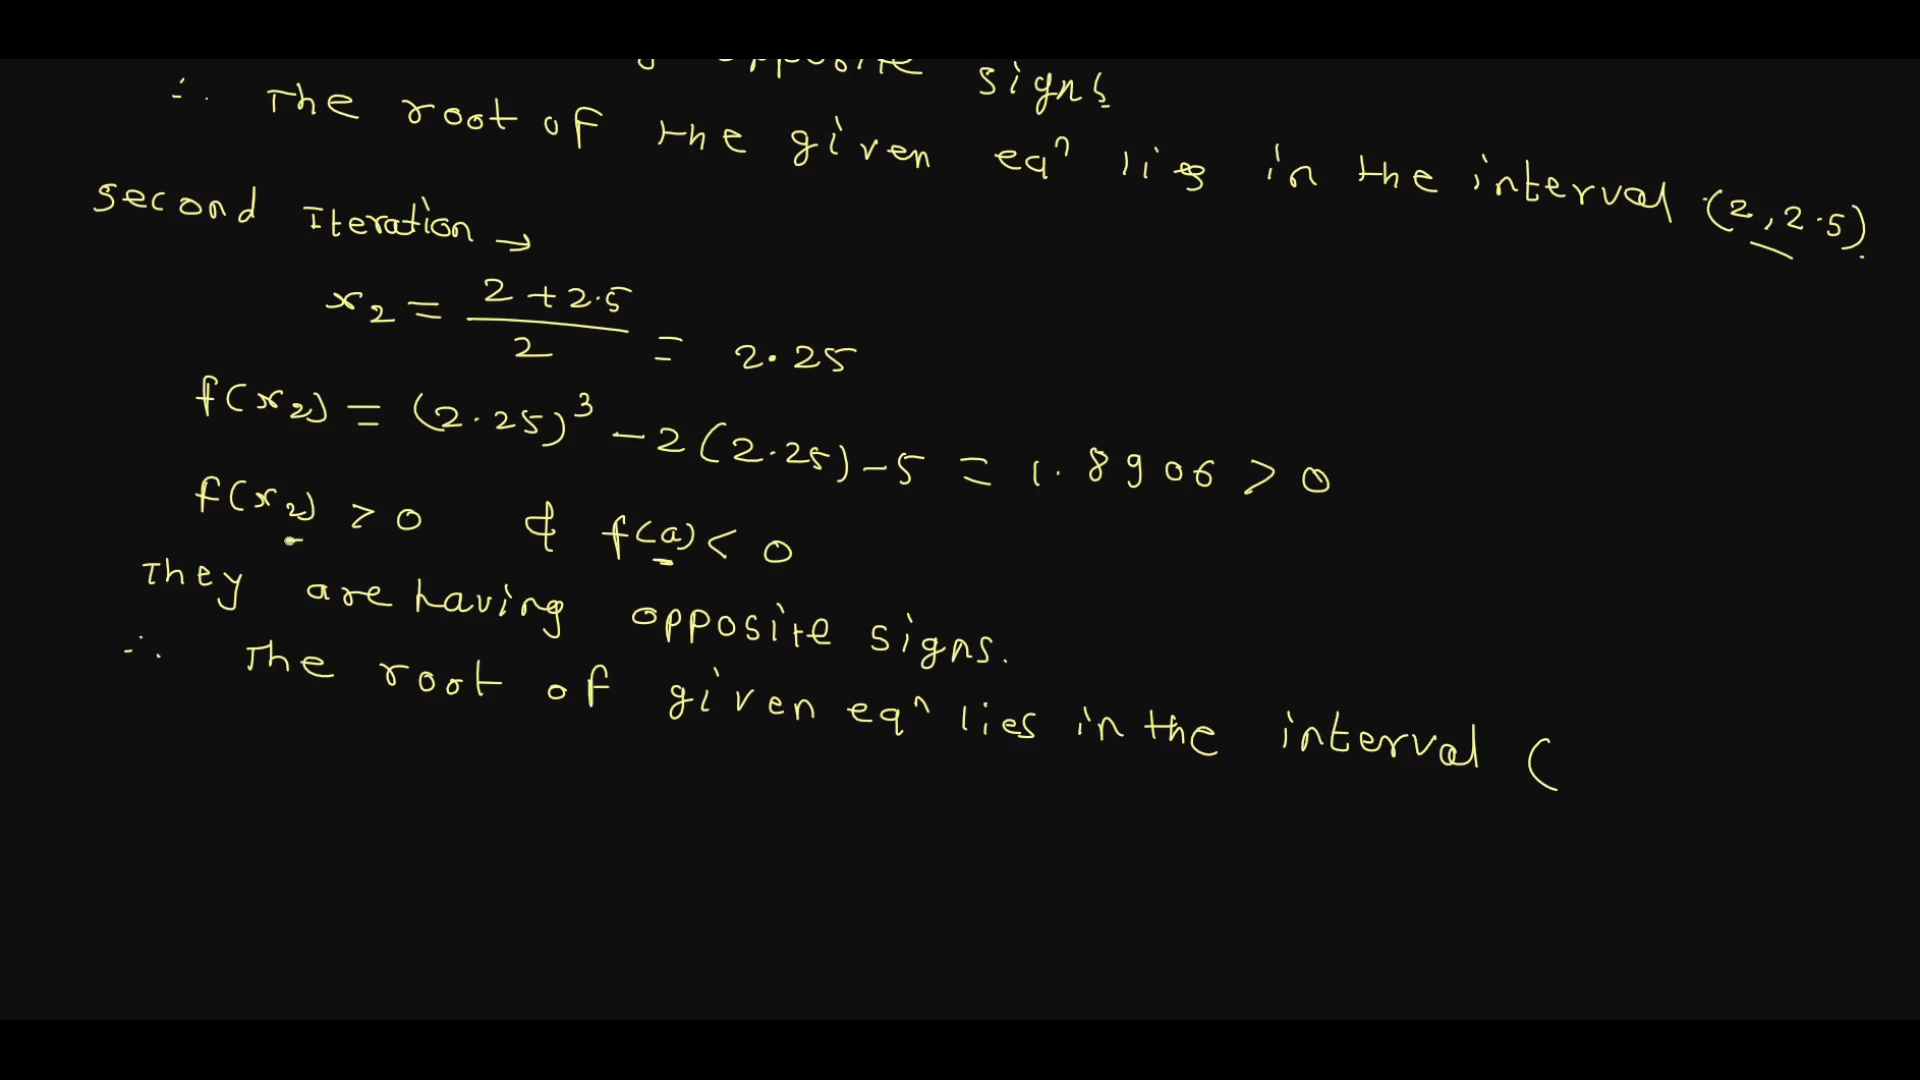 opposite signs
∴ The root of the given eqⁿ lies in the interval (2, 2.5)
second Iteration →
x₂ = (2 + 2.5)/2 = 2.25
f(x₂) = (2.25)³ - 2(2.25) - 5 = 1.8906 > 0
f(x₂) > 0 & f(a) < 0
They are having opposite signs.
∴ The root of given eqⁿ lies in the interval (